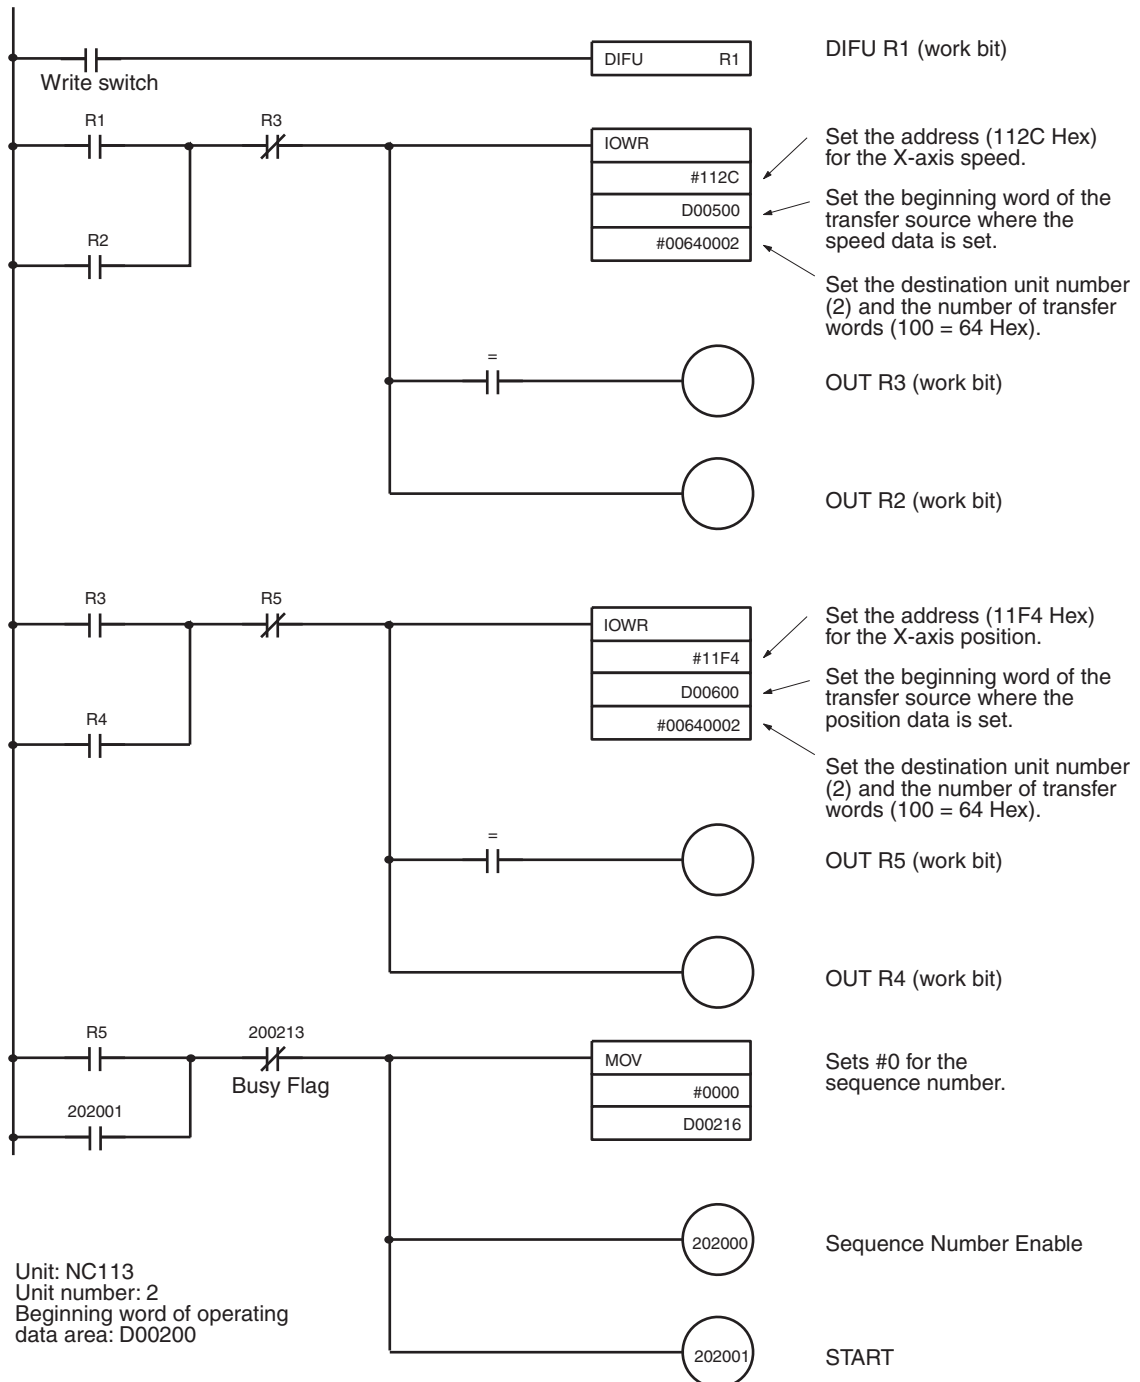 DIFU R1
DIFU R1 (work bit)
Write switch
R1
R3
IOWR
#112C
D00500
#00640002
Set the address (112C Hex)
for the X-axis speed.
Set the beginning word of the
transfer source where the
speed data is set.
Set the destination unit number
(2) and the number of transfer
words (100 = 64 Hex).
R2
=
OUT R3 (work bit)
OUT R2 (work bit)
R3
R5
IOWR
#11F4
D00600
#00640002
Set the address (11F4 Hex)
for the X-axis position.
Set the beginning word of the
transfer source where the
position data is set.
Set the destination unit number
(2) and the number of transfer
words (100 = 64 Hex).
R4
=
OUT R5 (work bit)
OUT R4 (work bit)
R5
200213
Busy Flag
MOV
#0000
D00216
Sets #0 for the
sequence number.
202001
202000
Sequence Number Enable
Unit: NC113
Unit number: 2
Beginning word of operating
data area: D00200
202001
START